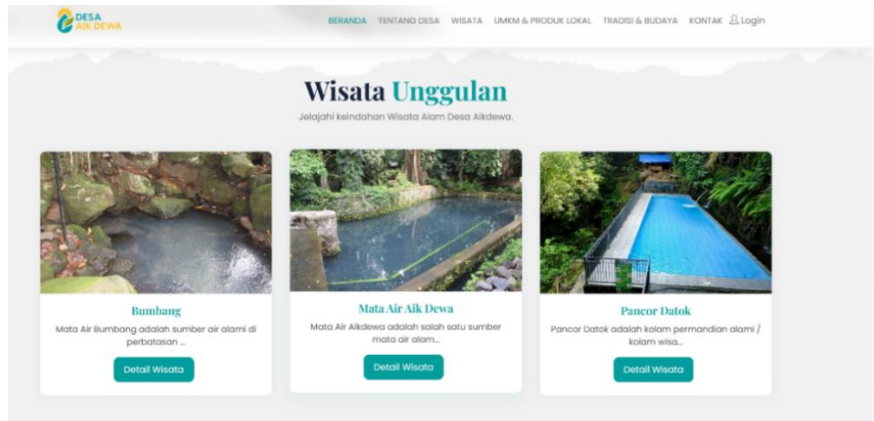 DESA
AIK DEWA
BERANDA TENTANG DESA WISATA UMKM & PRODUK LOKAL TRADISI & BUDAYA KONTAK Login
Wisata Unggulan
Jelajahi keindahan Wisata Alam Desa Aikdewa.
Bumbang
Mata Air Bumbang adalah sumber air alami di
perbatasan ...
Detail Wisata
Mata Air Aik Dewa
Mata Air Aikdewa adalah salah satu sumber
mata air alam...
Detail Wisata
Pancor Datok
Pancor Datok adalah kolam permandian alami /
kolam wisa...
Detail Wisata